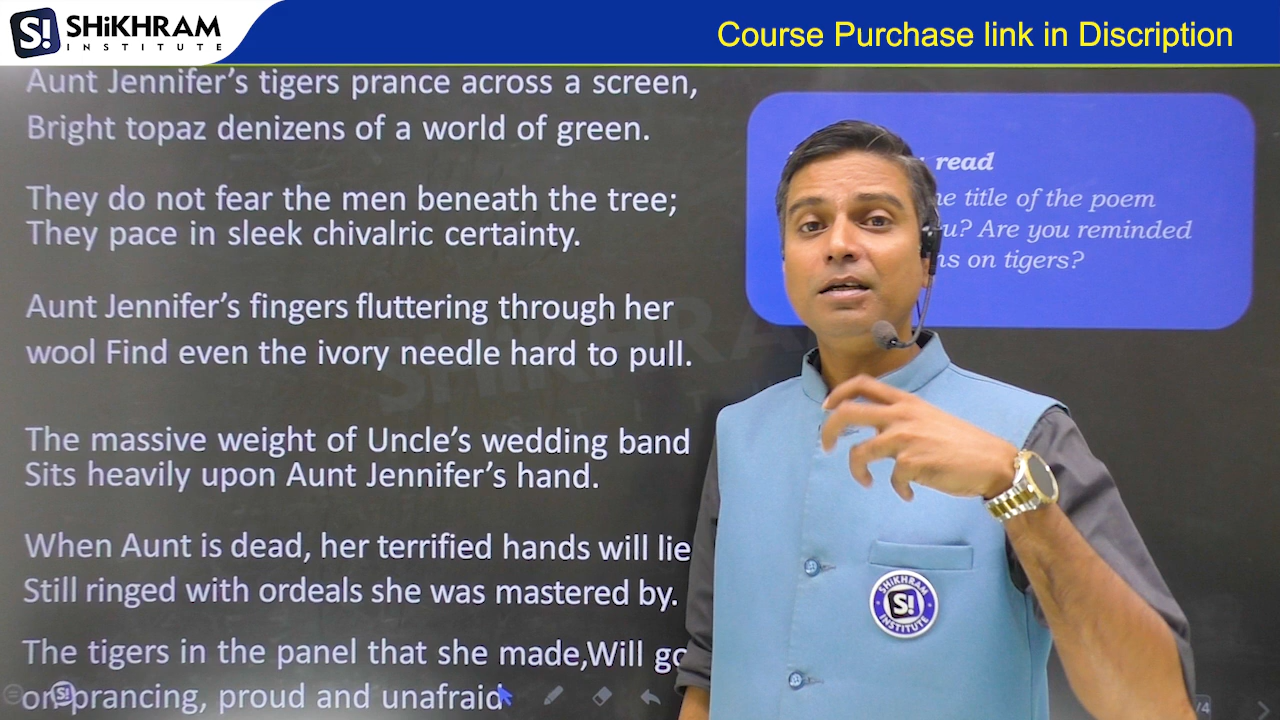 SHiKHRAM
INSTITUTE
Course Purchase link in Discription
Aunt Jennifer’s tigers prance across a screen,
Bright topaz denizens of a world of green.
They do not fear the men beneath the tree;
They pace in sleek chivalric certainty.
Aunt Jennifer’s fingers fluttering through her
wool Find even the ivory needle hard to pull.
The massive weight of Uncle’s wedding band
Sits heavily upon Aunt Jennifer’s hand.
When Aunt is dead, her terrified hands will lie
Still ringed with ordeals she was mastered by.
The tigers in the panel that she made,Will go
on prancing, proud and unafraid
read
title of the poem
Are you reminded
on tigers?
SHiKHRAM
S!
INSTITUTE